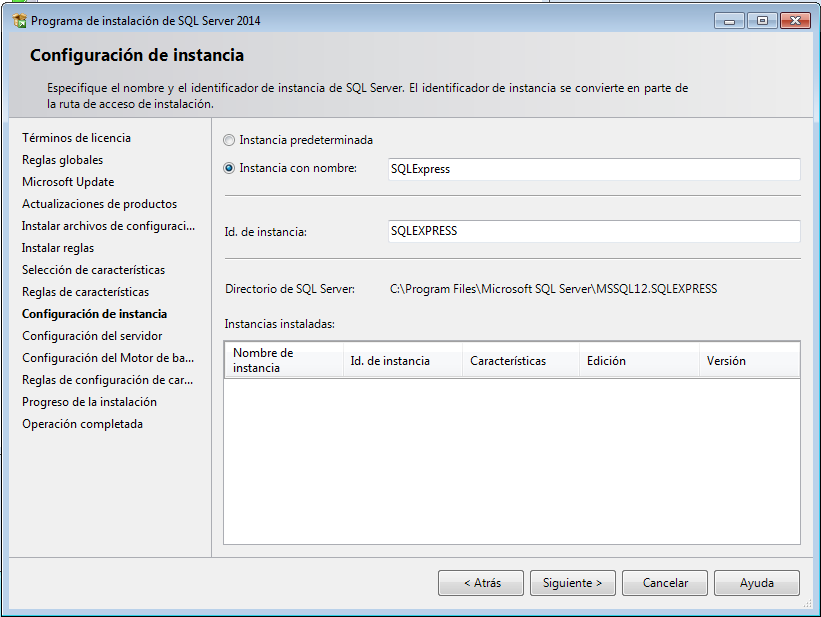 Programa de instalación de SQL Server 2014
Configuración de instancia
Especifique el nombre y el identificador de instancia de SQL Server. El identificador de instancia se convierte en parte de
la ruta de acceso de instalación.
Términos de licencia
Reglas globales
Microsoft Update
Actualizaciones de productos
Instalar archivos de configuraci...
Instalar reglas
Selección de características
Reglas de características
Configuración de instancia
Configuración del servidor
Configuración del Motor de ba...
Reglas de configuración de car...
Progreso de la instalación
Operación completada
Instancia predeterminada
Instancia con nombre: SQLExpress
Id. de instancia: SQLEXPRESS
Directorio de SQL Server: C:\Program Files\Microsoft SQL Server\MSSQL12.SQLEXPRESS
Instancias instaladas:
Nombre de
instancia
Id. de instancia
Características
Edición
Versión
< Atrás
Siguiente >
Cancelar
Ayuda